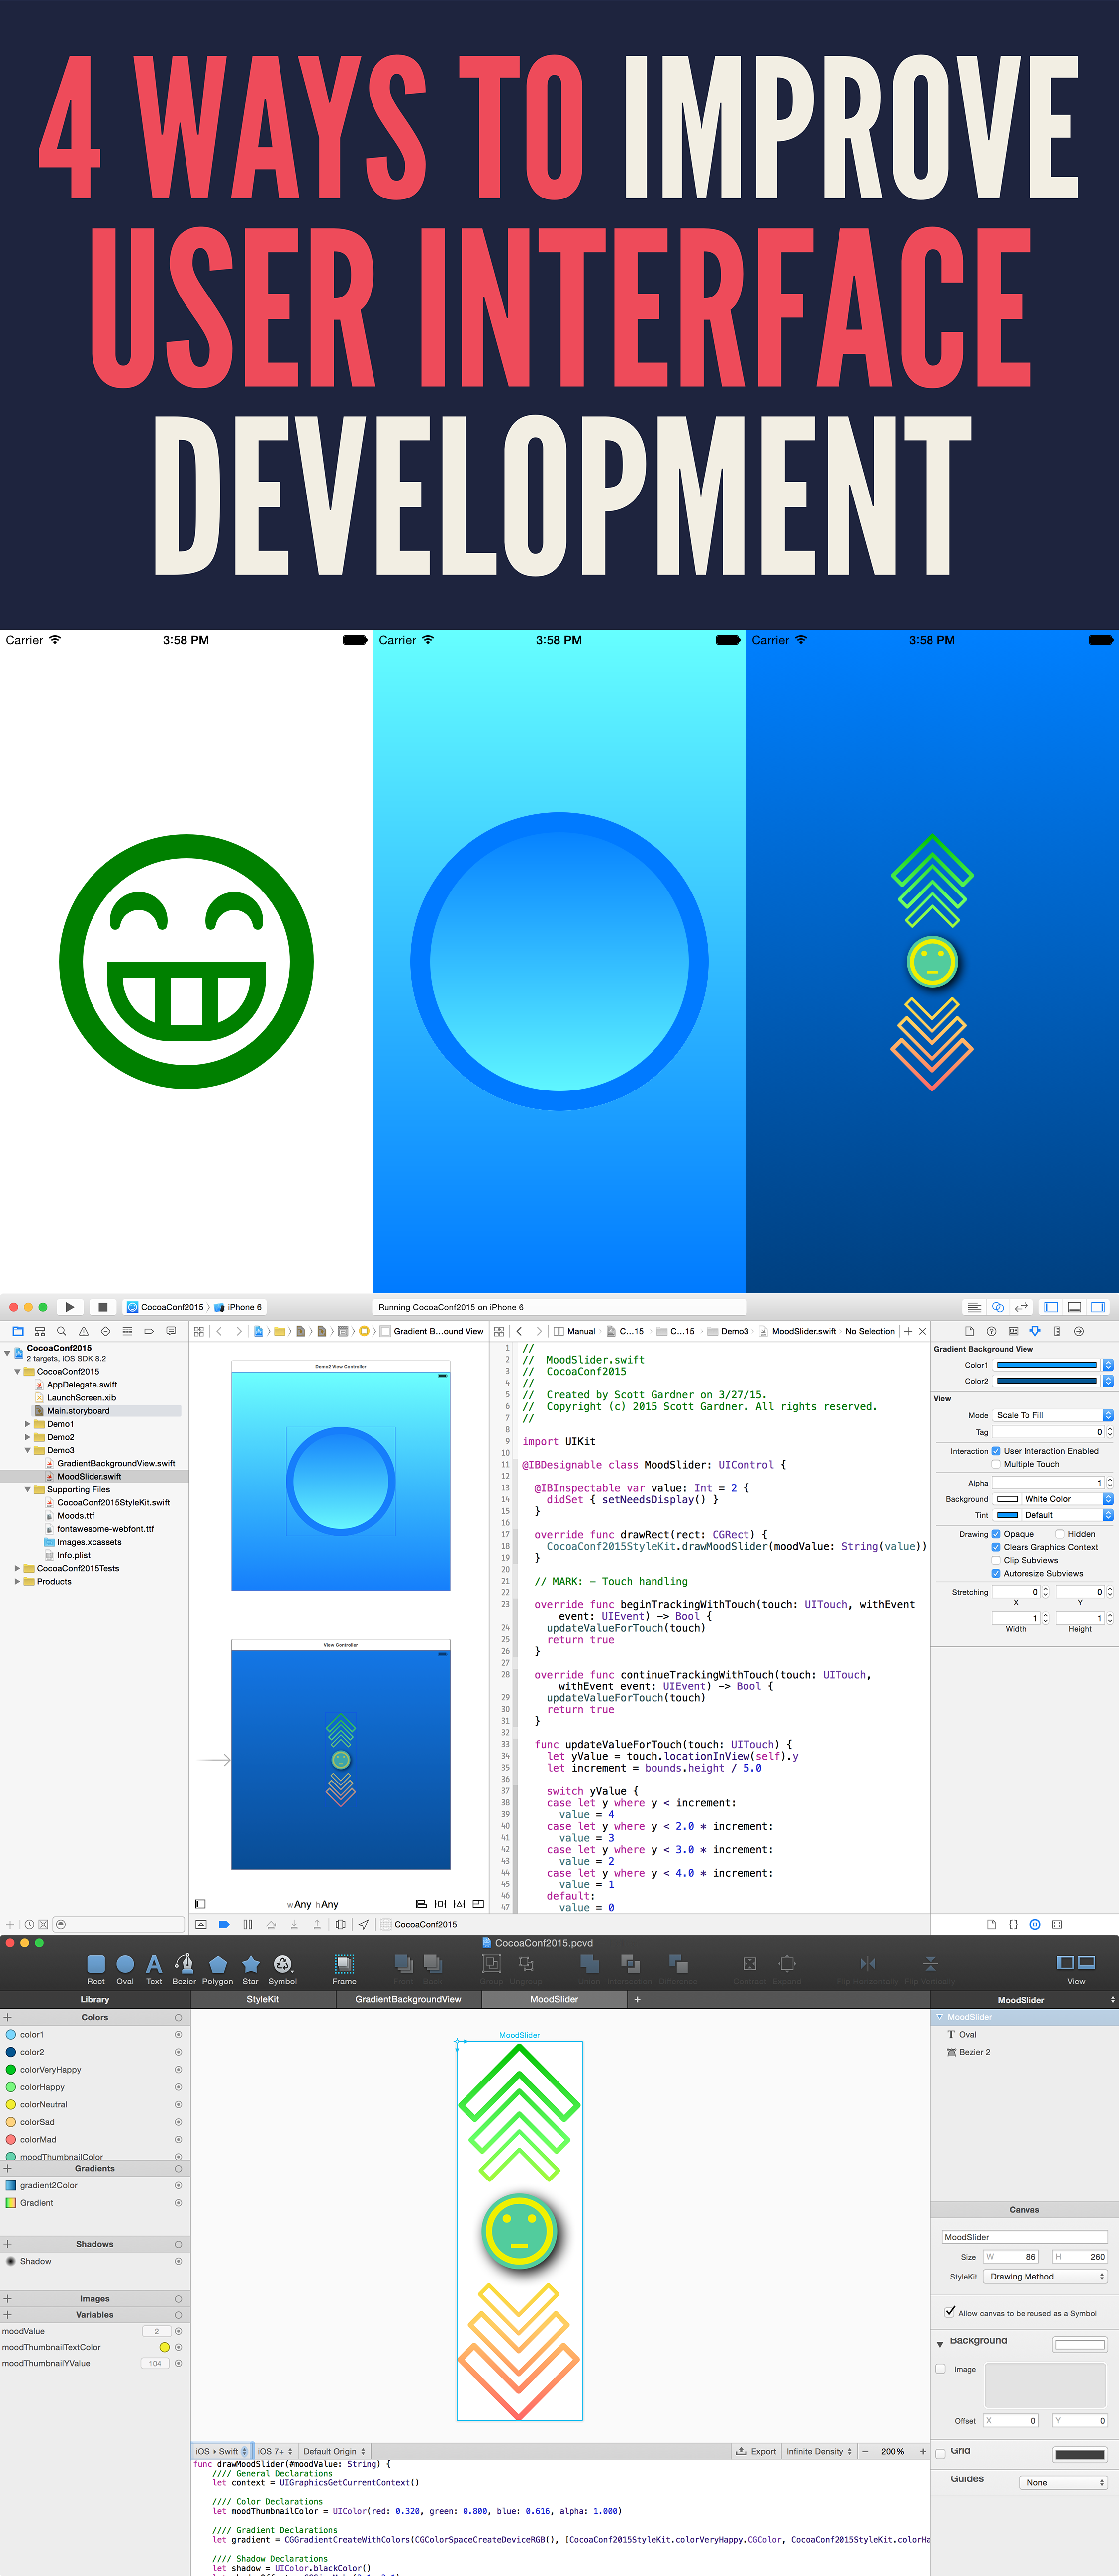 4 WAYS TO IMPROVE
USER INTERFACE
DEVELOPMENT
Carrier 3:58 PM
Carrier 3:58 PM
Carrier 3:58 PM
CocoaConf2015 〉 iPhone 6
Running CocoaConf2015 on iPhone 6
Gradient B...ound View
Manual 〉 C...15 〉 C...15 〉 Demo3 〉 MoodSlider.swift 〉 No Selection
CocoaConf2015
2 targets, iOS SDK 8.2
CocoaConf2015
AppDelegate.swift
LaunchScreen.xib
Main.storyboard
Demo1
Demo2
Demo3
GradientBackgroundView.swift
MoodSlider.swift
Supporting Files
CocoaConf2015StyleKit.swift
Moods.ttf
fontawesome-webfont.ttf
Images.xcassets
Info.plist
CocoaConf2015Tests
Products
Demo2 View Controller
View Controller
wAny hAny
1 //
2 // MoodSlider.swift
3 // CocoaConf2015
4 //
5 // Created by Scott Gardner on 3/27/15.
6 // Copyright (c) 2015 Scott Gardner. All rights reserved.
7 //
8
9 import UIKit
10
11 @IBDesignable class MoodSlider: UIControl {
12
13 @IBInspectable var value: Int = 2 {
14 didSet { setNeedsDisplay() }
15 }
16
17 override func drawRect(rect: CGRect) {
18 CocoaConf2015StyleKit.drawMoodSlider(moodValue: String(value))
19 }
20
21 // MARK: - Touch handling
22
23 override func beginTrackingWithTouch(touch: UITouch, withEvent
event: UIEvent) -> Bool {
24 updateValueForTouch(touch)
25 return true
26 }
27
28 override func continueTrackingWithTouch(touch: UITouch,
withEvent event: UIEvent) -> Bool {
29 updateValueForTouch(touch)
30 return true
31 }
32
33 func updateValueForTouch(touch: UITouch) {
34 let yValue = touch.locationInView(self).y
35 let increment = bounds.height / 5.0
36
37 switch yValue {
38 case let y where y < increment:
39 value = 4
40 case let y where y < 2.0 * increment:
41 value = 3
42 case let y where y < 3.0 * increment:
43 value = 2
44 case let y where y < 4.0 * increment:
45 value = 1
46 default:
47 value = 0
CocoaConf2015
Gradient Background View
Color1
Color2
View
Mode Scale To Fill
Tag 0
Interaction User Interaction Enabled
Multiple Touch
Alpha 1
Background White Color
Tint Default
Drawing Opaque Hidden
Clears Graphics Context
Clip Subviews
Autoresize Subviews
Stretching 0 0
X Y
1 1
Width Height
CocoaConf2015.pcvd
Rect Oval Text Bezier Polygon Star Symbol Frame Front Back Group Ungroup Union Intersection Difference Contract Expand Flip Horizontally Flip Vertically View
Library StyleKit GradientBackgroundView MoodSlider + MoodSlider
Colors
color1
color2
colorVeryHappy
colorHappy
colorNeutral
colorSad
colorMad
moodThumbnailColor
Gradients
gradient2Color
Gradient
Shadows
Shadow
Images
Variables
moodValue 2
moodThumbnailTextColor
moodThumbnailYValue 104
MoodSlider
MoodSlider
Oval
Bezier 2
Canvas
MoodSlider
Size W 86 H 260
StyleKit Drawing Method
Allow canvas to be reused as a Symbol
Background
Image
Offset X 0 Y 0
Grid
Guides None
iOS ▸ Swift iOS 7+ Default Origin Export Infinite Density − 200% +
func drawMoodSlider(#moodValue: String) {
//// General Declarations
let context = UIGraphicsGetCurrentContext()
//// Color Declarations
let moodThumbnailColor = UIColor(red: 0.320, green: 0.800, blue: 0.616, alpha: 1.000)
//// Gradient Declarations
let gradient = CGGradientCreateWithColors(CGColorSpaceCreateDeviceRGB(), [CocoaConf2015StyleKit.colorVeryHappy.CGColor, CocoaConf2015StyleKit.colorHa
//// Shadow Declarations
let shadow = UIColor.blackColor()